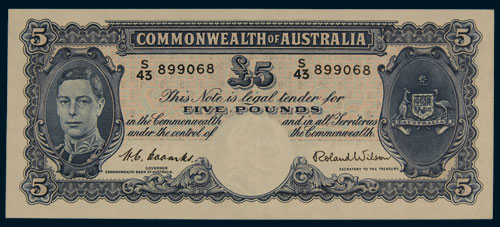 5 COMMONWEALTH OF AUSTRALIA 5
S/43 899068 £5 S/43 899068
This Note is legal tender for
FIVE POUNDS
in the Commonwealth and in all Territories
under the control of the Commonwealth.
AUSTRALIA
H.C. Coombs Roland Wilson
GOVERNOR SECRETARY TO THE TREASURY
COMMONWEALTH BANK OF AUSTRALIA
5 5